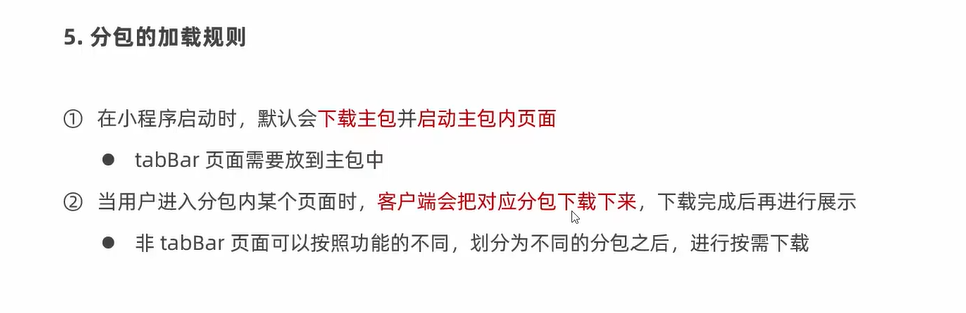 5. 分包的加载规则
① 在小程序启动时，默认会下载主包并启动主包内页面
● tabBar 页面需要放到主包中
② 当用户进入分包内某个页面时，客户端会把对应分包下载下来，下载完成后再进行展示
● 非 tabBar 页面可以按照功能的不同，划分为不同的分包之后，进行按需下载